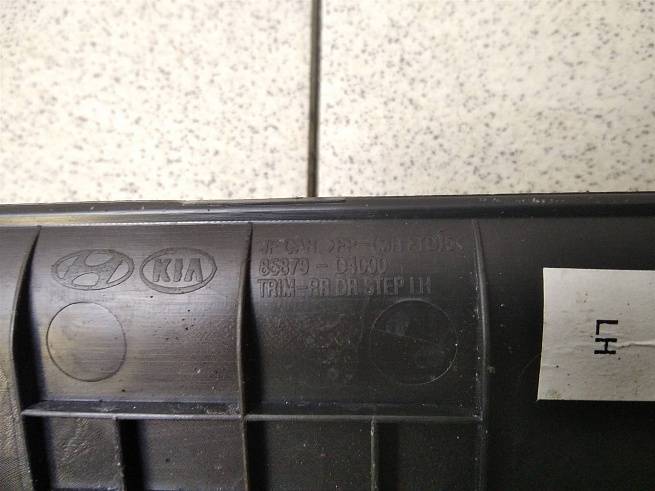 KIA
85879-D4000
TRIM-RR DR STEP LH
LH